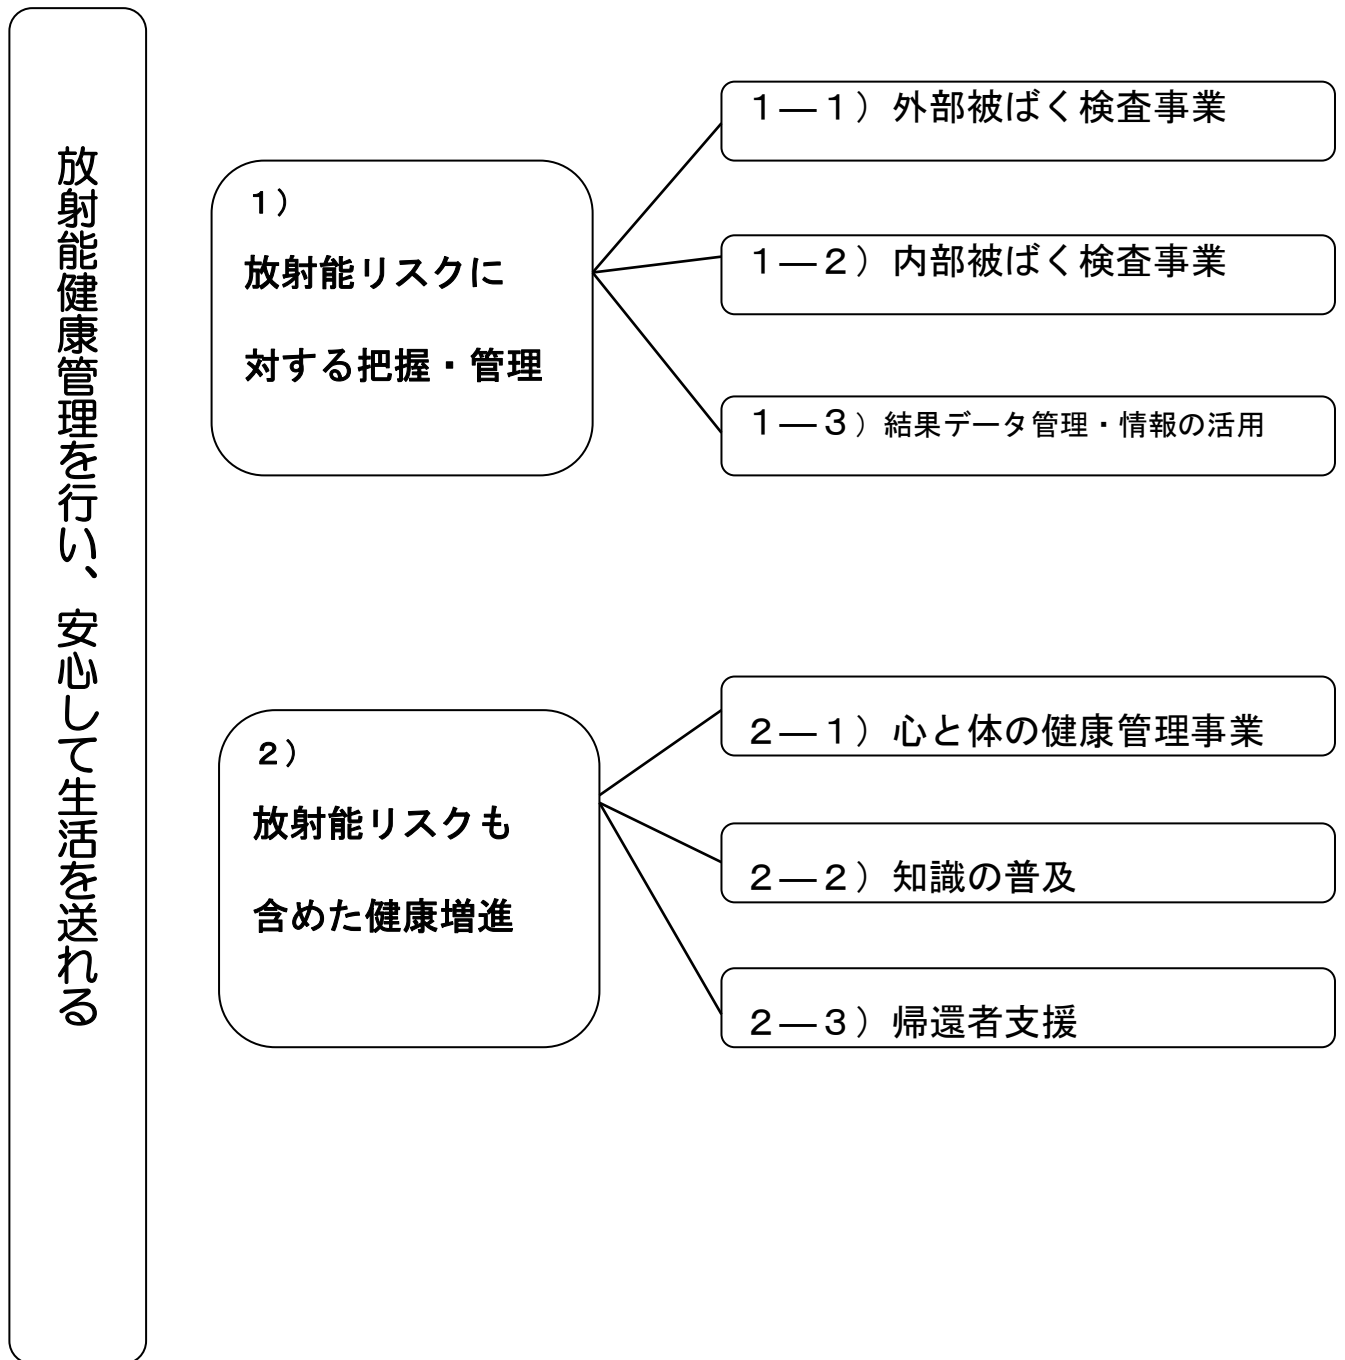 放射能健康管理を行い、安心して生活を送れる
1）
放射能リスクに
対する把握・管理
1―1）外部被ばく検査事業
1―2）内部被ばく検査事業
1―3）結果データ管理・情報の活用
2）
放射能リスクも
含めた健康増進
2―1）心と体の健康管理事業
2―2）知識の普及
2―3）帰還者支援